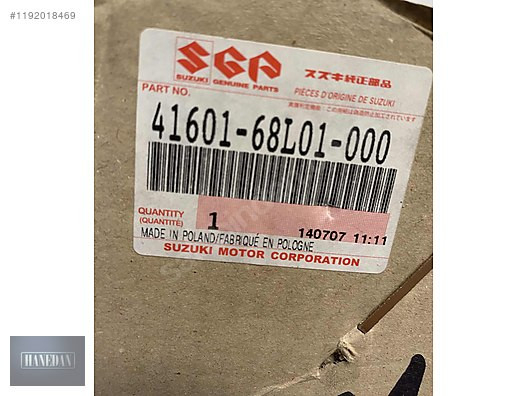 #1192018469
SGP
SUZUKI GENUINE PARTS
スズキ純正部品
PIÈCES D'ORIGINE DE SUZUKI
PART NO.
41601-68L01-000
QUANTITY
(QUANTITÉ)
1
140707 11:11
MADE IN POLAND/FABRIQUÉ EN POLOGNE
SUZUKI MOTOR CORPORATION
HANEDAN